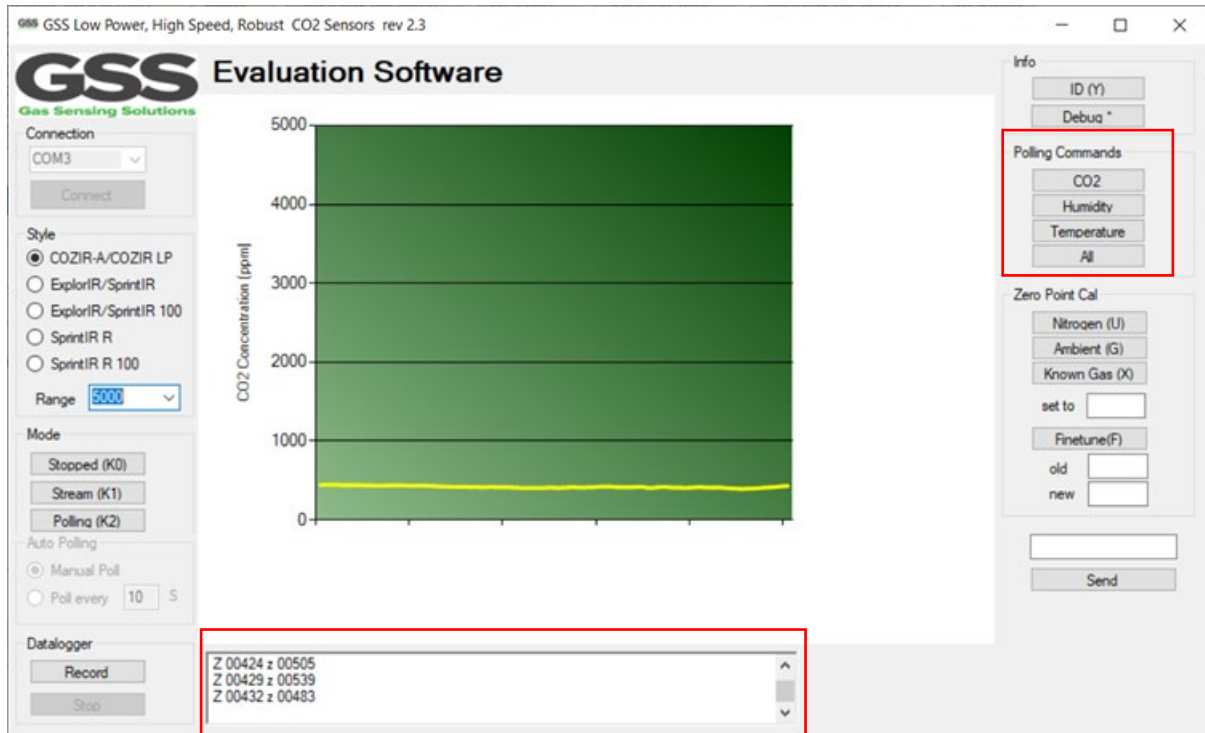 GSS GSS Low Power, High Speed, Robust CO2 Sensors rev 2.3
GSS
Gas Sensing Solutions
Evaluation Software
Connection
COM3
Connect
Style
COZIR-A/COZIR LP
ExplorIR/SprintIR
ExplorIR/SprintIR 100
SprintIR R
SprintIR R 100
Range 5000
Mode
Stopped (K0)
Stream (K1)
Polling (K2)
Auto Polling
Manual Poll
Poll every 10 S
Datalogger
Record
Stop
CO2 Concentration [ppm]
5000
4000
3000
2000
1000
0
Z 00424 z 00505
Z 00429 z 00539
Z 00432 z 00483
Info
ID (Y)
Debug *
Polling Commands
CO2
Humidity
Temperature
All
Zero Point Cal
Nitrogen (U)
Ambient (G)
Known Gas (X)
set to
Finetune(F)
old
new
Send